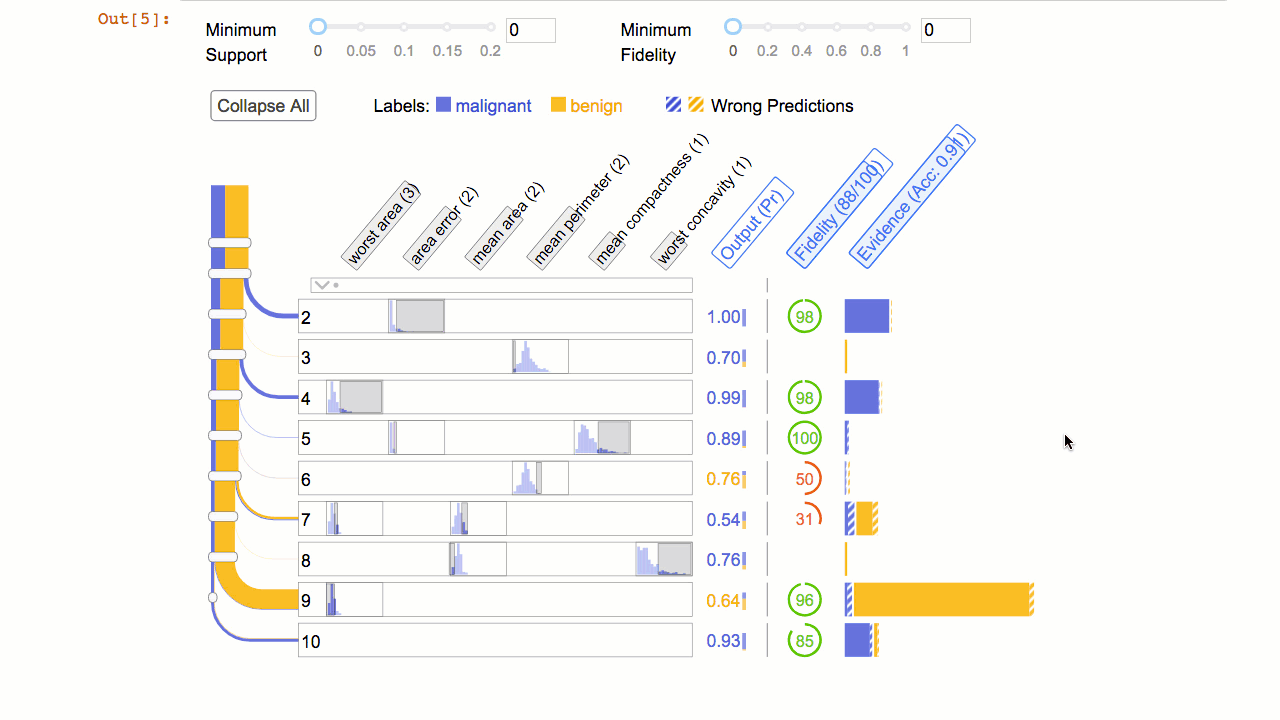 Out[5]:
Minimum Support
0 0.05 0.1 0.15 0.2
0
Minimum Fidelity
0 0.2 0.4 0.6 0.8 1
0
Collapse All
Labels: malignant benign Wrong Predictions
worst area (3)
area error (2)
mean area (2)
mean perimeter (2)
mean compactness (1)
worst concavity (1)
Output (Pr)
Fidelity (88/100)
Evidence (Acc: 0.91)
2 1.00 98
3 0.70
4 0.99 98
5 0.89 100
6 0.76 50
7 0.54 31
8 0.76
9 0.64 96
10 0.93 85